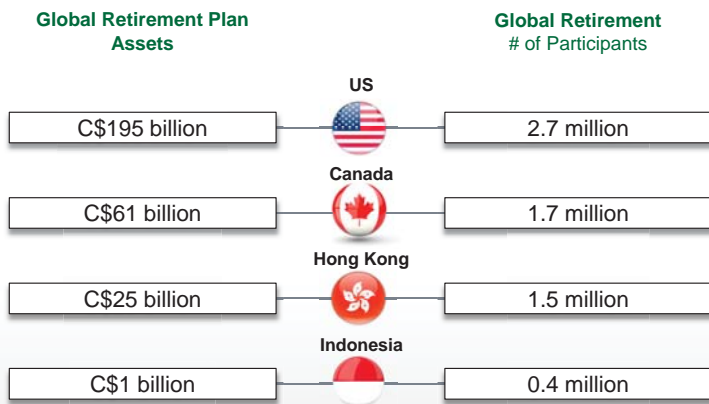 Global Retirement Plan
Assets
Global Retirement
# of Participants
US
C$195 billion
2.7 million
Canada
C$61 billion
1.7 million
Hong Kong
C$25 billion
1.5 million
Indonesia
C$1 billion
0.4 million